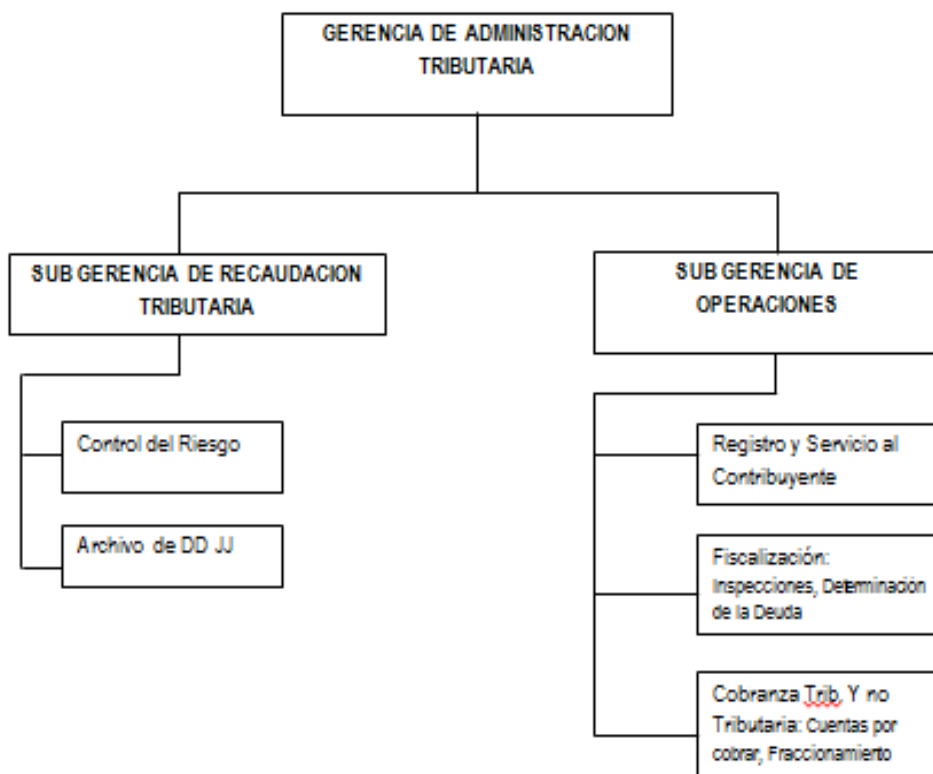 GERENCIA DE ADMINISTRACION
TRIBUTARIA
SUB GERENCIA DE RECAUDACION
TRIBUTARIA
SUB GERENCIA DE
OPERACIONES
Control del Riesgo
Archivo de DD JJ
Registro y Servicio al
Contribuyente
Fiscalización:
Inspecciones, Determinación
de la Deuda
Cobranza Trib, Y no
Tributaria: Cuentas por
cobrar, Fraccionamiento